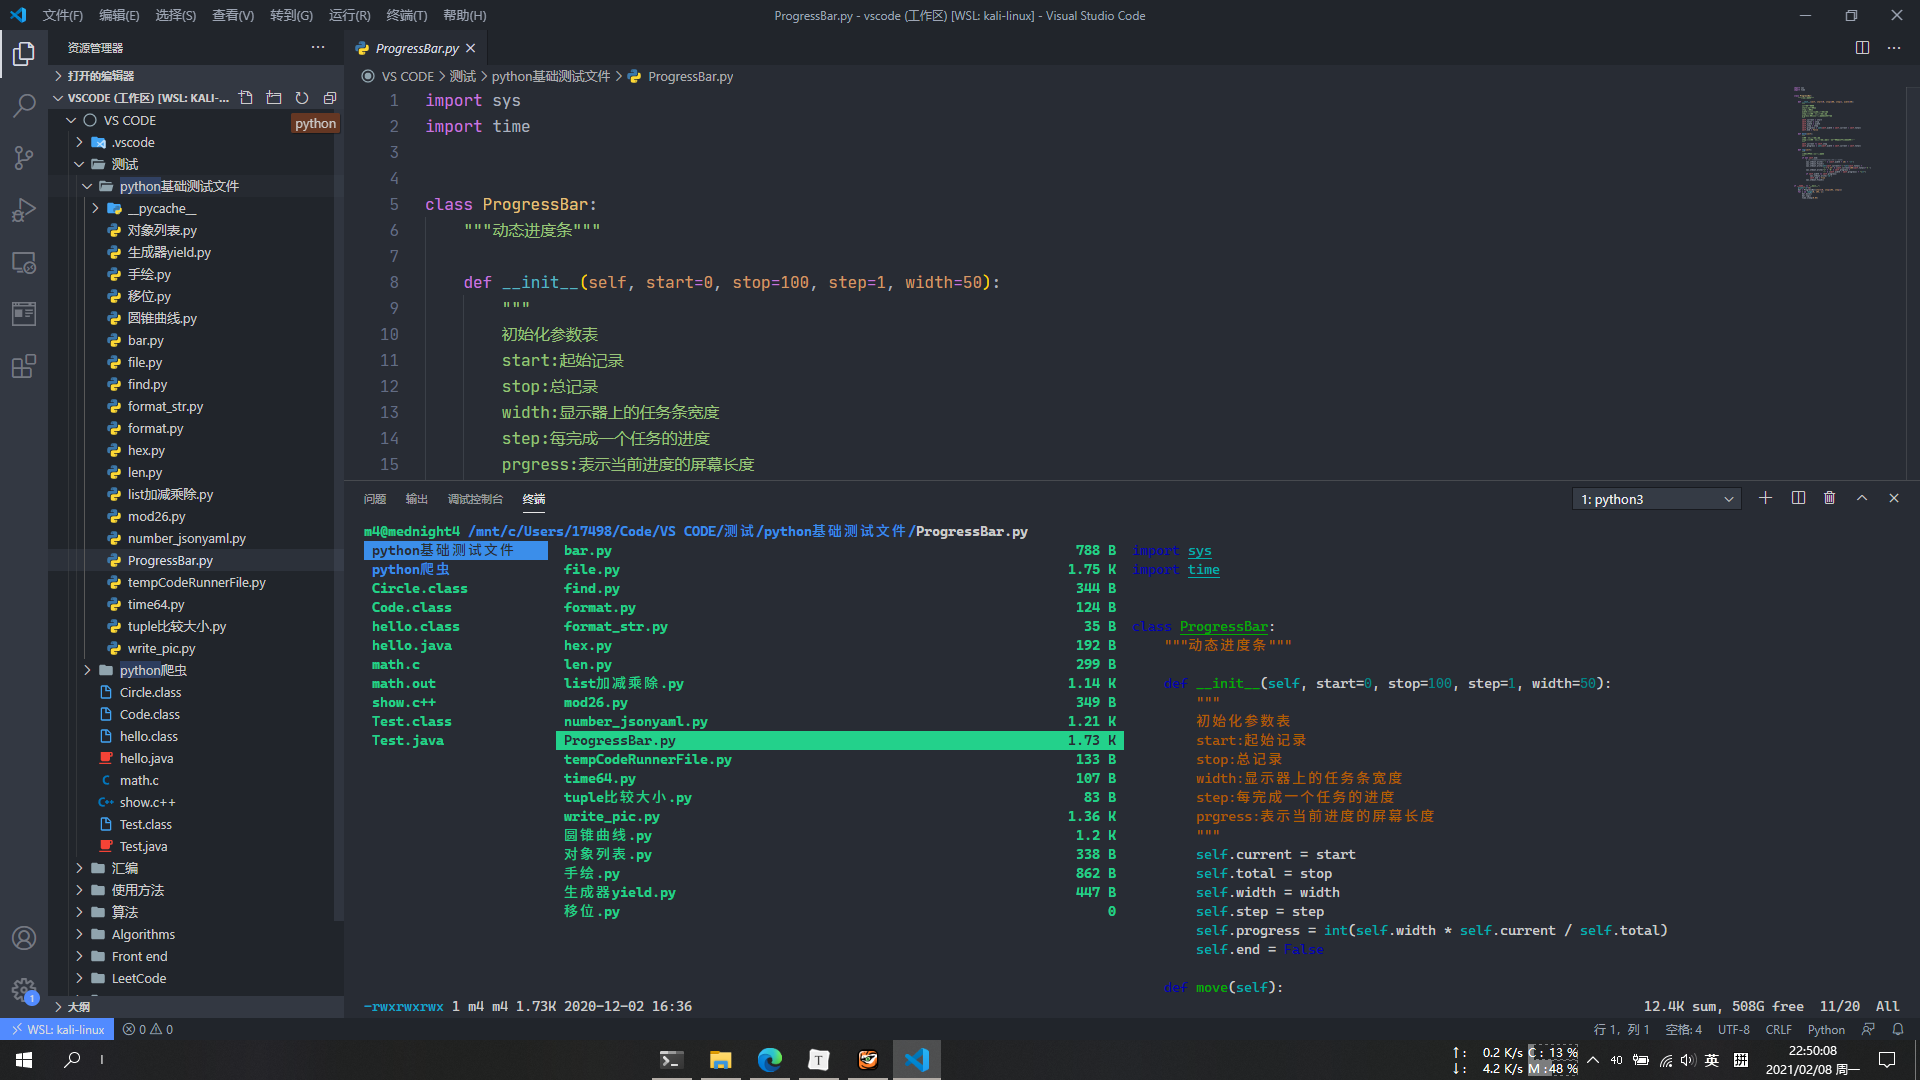 文件(F) 编辑(E) 选择(S) 查看(V) 转到(G) 运行(R) 终端(T) 帮助(H)
ProgressBar.py - vscode (工作区) [WSL: kali-linux] - Visual Studio Code
资源管理器
打开的编辑器
VSCODE (工作区) [WSL: KALI-...
python
VS CODE
.vscode
测试
python基础测试文件
__pycache__
对象列表.py
生成器yield.py
手绘.py
移位.py
圆锥曲线.py
bar.py
file.py
find.py
format_str.py
format.py
hex.py
len.py
list加减乘除.py
mod26.py
number_jsonyaml.py
ProgressBar.py
tempCodeRunnerFile.py
time64.py
tuple比较大小.py
write_pic.py
python爬虫
Circle.class
Code.class
hello.class
hello.java
math.c
show.c++
Test.class
Test.java
汇编
使用方法
算法
Algorithms
Front end
LeetCode
大纲
ProgressBar.py
VS CODE > 测试 > python基础测试文件 > ProgressBar.py
1 import sys
2 import time
3
4
5 class ProgressBar:
6 """动态进度条"""
7
8 def __init__(self, start=0, stop=100, step=1, width=50):
9 """
10 初始化参数表
11 start:起始记录
12 stop:总记录
13 width:显示器上的任务条宽度
14 step:每完成一个任务的进度
15 prgress:表示当前进度的屏幕长度
问题 输出 调试控制台 终端
1: python3
m4@mednight4 /mnt/c/Users/17498/Code/VS CODE/测试/python基础测试文件/ProgressBar.py
python基础测试文件
python爬虫
Circle.class
Code.class
hello.class
hello.java
math.c
math.out
show.c++
Test.class
Test.java
bar.py 788 B
file.py 1.75 K
find.py 344 B
format.py 124 B
format_str.py 35 B
hex.py 192 B
len.py 299 B
list加减乘除.py 1.14 K
mod26.py 349 B
number_jsonyaml.py 1.21 K
ProgressBar.py 1.73 K
tempCodeRunnerFile.py 133 B
time64.py 107 B
tuple比较大小.py 83 B
write_pic.py 1.36 K
圆锥曲线.py 1.2 K
对象列表.py 338 B
手绘.py 862 B
生成器yield.py 447 B
移位.py 0
import sys
import time
class ProgressBar:
"""动态进度条"""
def __init__(self, start=0, stop=100, step=1, width=50):
"""
初始化参数表
start:起始记录
stop:总记录
width:显示器上的任务条宽度
step:每完成一个任务的进度
prgress:表示当前进度的屏幕长度
"""
self.current = start
self.total = stop
self.width = width
self.step = step
self.progress = int(self.width * self.current / self.total)
self.end = False
def move(self):
-rwxrwxrwx 1 m4 m4 1.73K 2020-12-02 16:36
12.4K sum, 508G free 11/20 All
1
WSL: kali-linux 0 0
行 1，列 1 空格: 4 UTF-8 CRLF Python
T
↑: 0.2 K/s C: 13 %
↓: 4.2 K/s M:48 %
40
英
拼
22:50:08
2021/02/08 周一